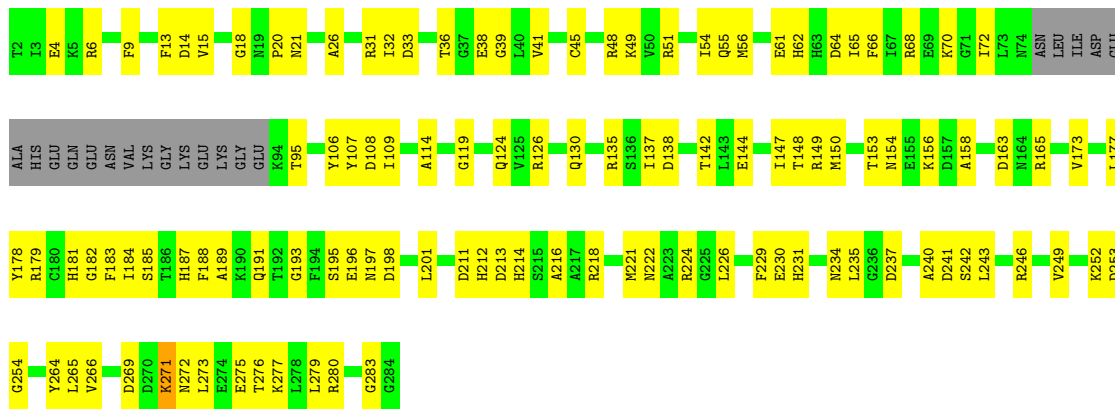 T2 I3 E4 K5 R6 F9 F13 D14 V15 G18 N19 P20 N21 A26 R31 I32 D33 T36 G37 E38 G39 L40 V41 C45 R48 K49 V50 R51 I54 Q55 M56 E61 H62 H63 D64 I65 F66 I67 R68 E69 K70 G71 I72 L73 N74 ASN LEU ILE ASP GLU
ALA HIS GLU GLN GLU ASN VAL LYS GLY LYS GLU LYS GLY GLU K94 T95 Y106 Y107 D108 I109 A114 G119 Q124 V125 R126 Q130 R135 S136 I137 D138 T142 L143 E144 I147 T148 R149 M150 T153 N154 E155 K156 D157 A158 D163 N164 R165 V173 L177
Y178 R179 C180 H181 G182 F183 I184 S185 T186 H187 F188 A189 K190 Q191 T192 G193 F194 S195 E196 N197 D198 L201 D211 H212 D213 H214 S215 A216 A217 R218 M221 N222 A223 R224 G225 L226 F229 E230 H231 N234 L235 G236 D237 A240 D241 S242 L243 R246 V249 K252
G254 Y264 L265 V266 D269 D270 K271 N272 L273 E274 E275 T276 K277 L278 L279 R280 G283 G284